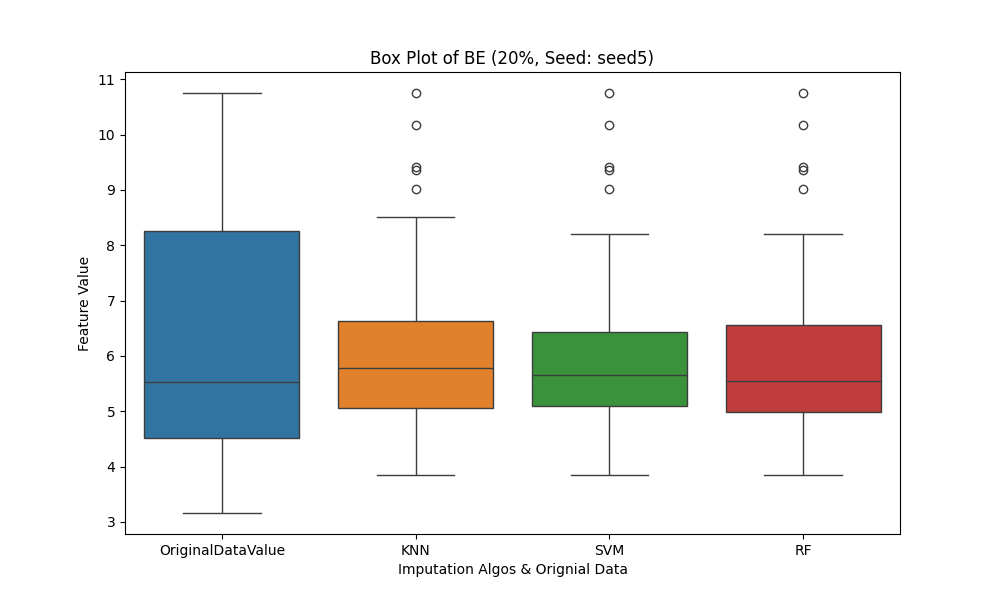 Box Plot of BE (20%, Seed: seed5)
11
10
9
8
7
6
5
4
3
Feature Value
OriginalDataValue
KNN
SVM
RF
Imputation Algos & Orignial Data